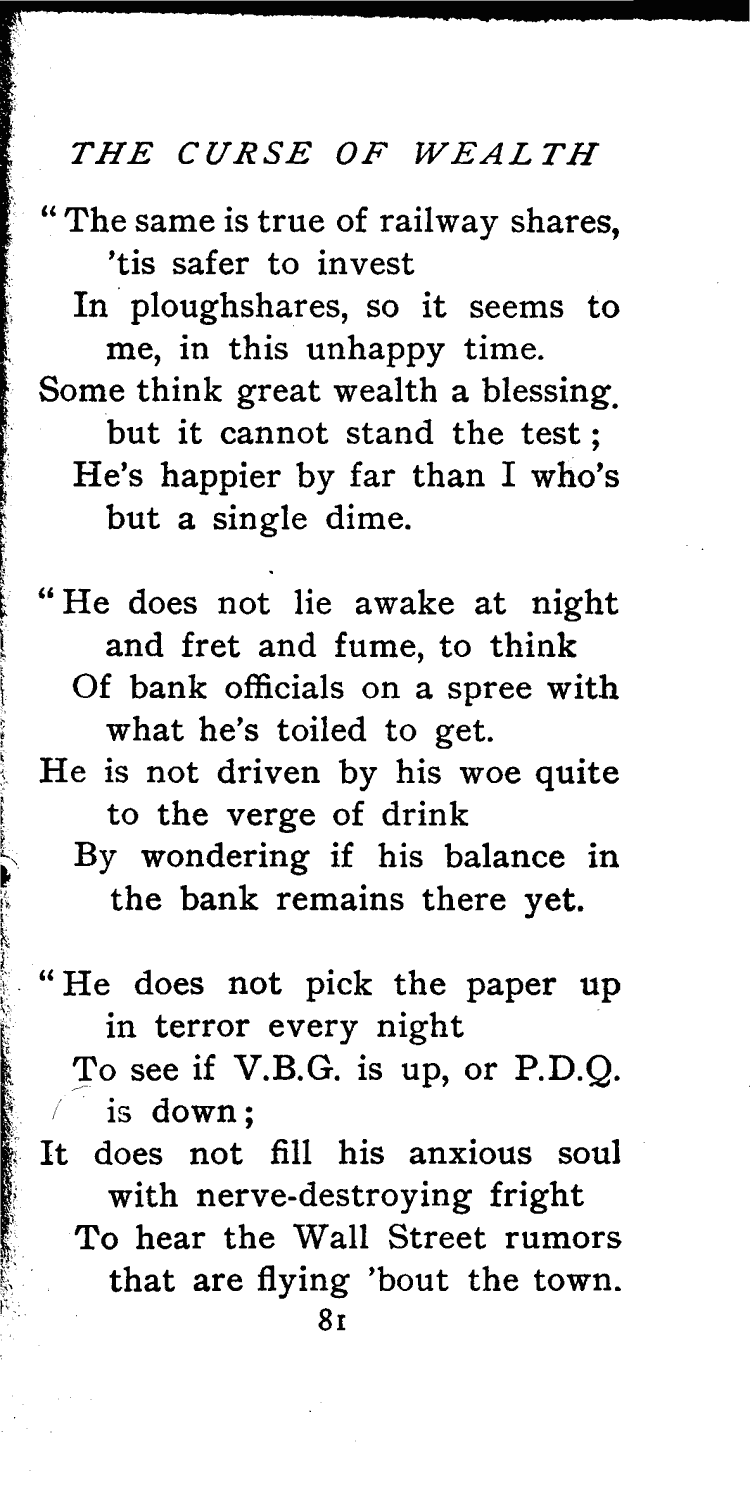 THE CURSE OF WEALTH
“The same is true of railway shares,
'tis safer to invest
In ploughshares, so it seems to
me, in this unhappy time.
Some think great wealth a blessing.
but it cannot stand the test ;
He's happier by far than I who's
but a single dime.
“He does not lie awake at night
and fret and fume, to think
Of bank officials on a spree with
what he's toiled to get.
He is not driven by his woe quite
to the verge of drink
By wondering if his balance in
the bank remains there yet.
“He does not pick the paper up
in terror every night
To see if V.B.G. is up, or P.D.Q.
is down ;
It does not fill his anxious soul
with nerve-destroying fright
To hear the Wall Street rumors
that are flying 'bout the town.
81